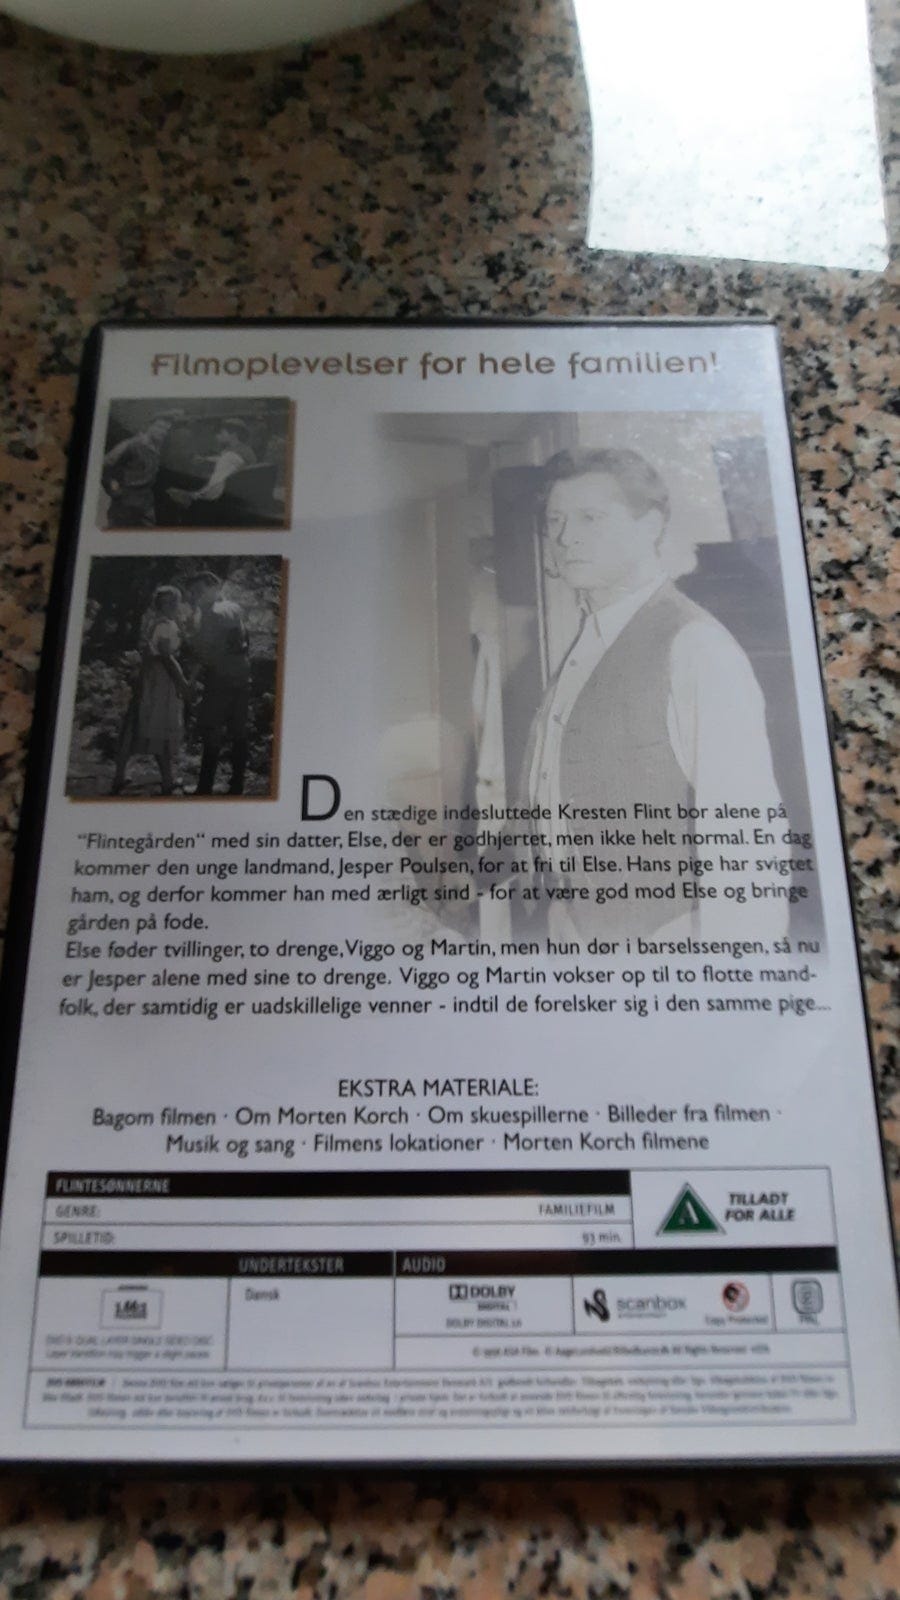 Filmoplevelser for hele familien!
Den stædige indesluttede Kresten Flint bor alene på
"Flintegården" med sin datter, Else, der er godhjertet, men ikke helt normal. En dag
kommer den unge landmand, Jesper Poulsen, for at fri til Else. Hans pige har svigtet
ham, og derfor kommer han med ærligt sind - for at være god mod Else og bringe
gården på fode.
Else føder tvillinger, to drenge, Viggo og Martin, men hun dør i barselssengen, så nu
er Jesper alene med sine to drenge. Viggo og Martin vokser op til to flotte mand-
folk, der samtidig er uadskillelige venner - indtil de forelsker sig i den samme pige...
EKSTRA MATERIALE:
Bagom filmen · Om Morten Korch · Om skuespillerne · Billeder fra filmen ·
Musik og sang · Filmens lokationer · Morten Korch filmene
FLINTESØNNERNE
GENRE: FAMILIEFILM
SPILLETID: 93 min.
A TILLADT
FOR ALLE
UNDERTEKSTER AUDIO
Dansk
DOLBY
DIGITAL
scanbox
Copy Protected
PAL